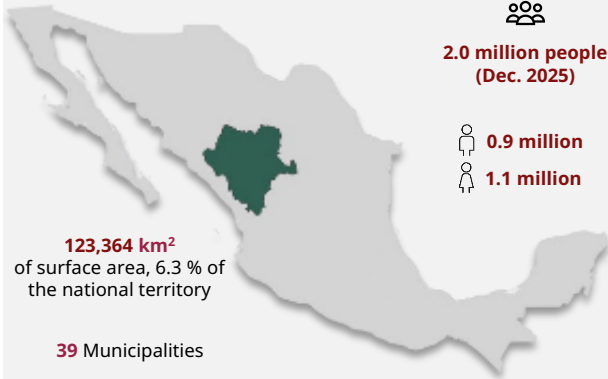 2.0 million people
(Dec. 2025)
0.9 million
1.1 million
123,364 km²
of surface area, 6.3 % of
the national territory
39 Municipalities